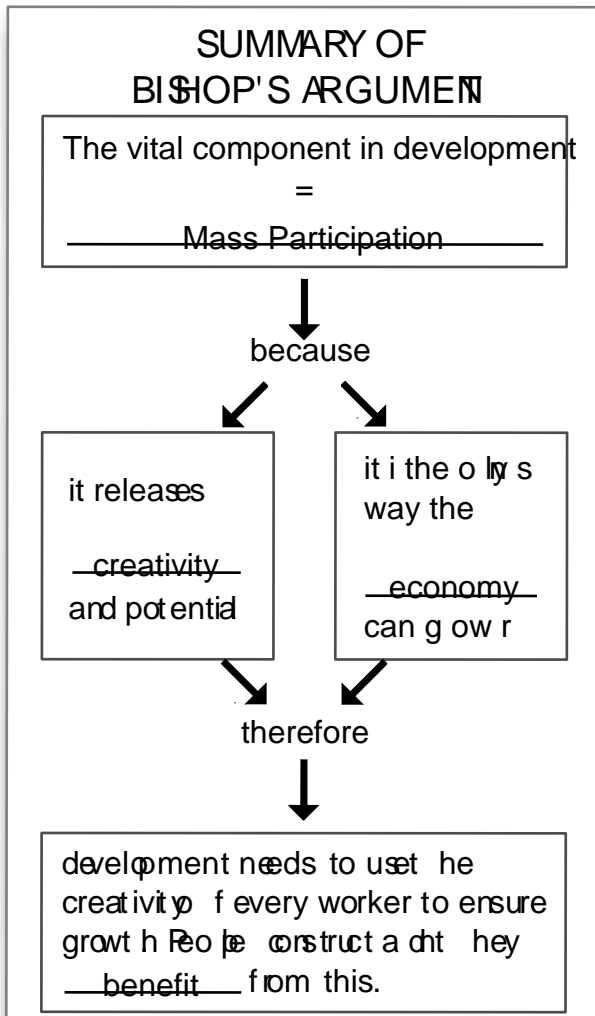 SUMMARY OF
BISHOP'S ARGUMENT
The vital component in development
=
Mass Participation
because
it releases
creativity
and potential
it is the only
way the
economy
can grow
therefore
development needs to use the
creativity of every worker to ensure
growth People construct and they
benefit from this.